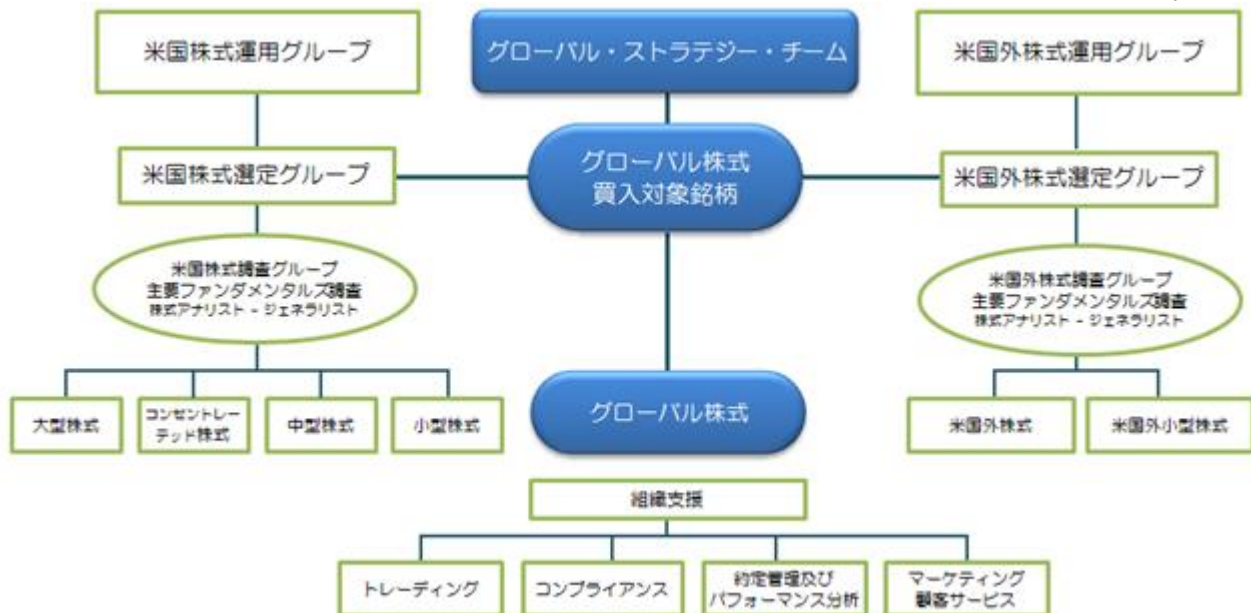 米国株式運用グループ
グローバル・ストラテジー・チーム
米国外株式運用グループ
米国株式選定グループ
グローバル株式
買入対象銘柄
米国外株式選定グループ
米国株式調査グループ
主要ファンダメンタルズ調査
株式アナリスト - ジェネラリスト
米国外株式調査グループ
主要ファンダメンタルズ調査
株式アナリスト - ジェネラリスト
大型株式
コンセントレー
テッド株式
中型株式
小型株式
グローバル株式
米国外株式
米国外小型株式
組織支援
トレーディング
コンプライアンス
約定管理及び
パフォーマンス分析
マーケティング
顧客サービス